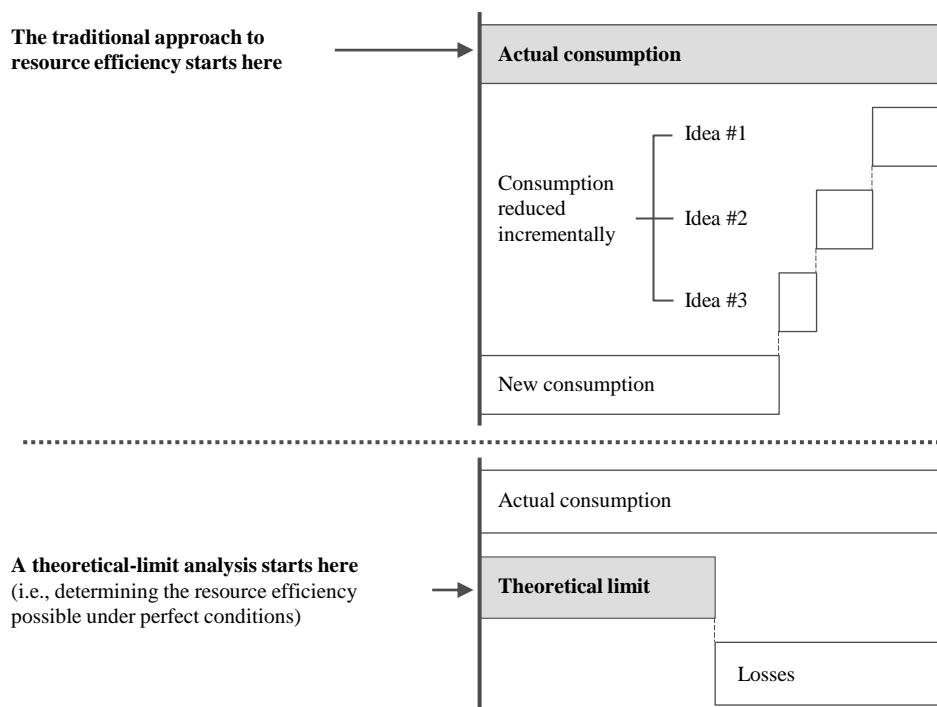 The traditional approach to
resource efficiency starts here
Actual consumption
Consumption
reduced
incrementally
Idea #1
Idea #2
Idea #3
New consumption
Actual consumption
A theoretical-limit analysis starts here
(i.e., determining the resource efficiency
possible under perfect conditions)
Theoretical limit
Losses